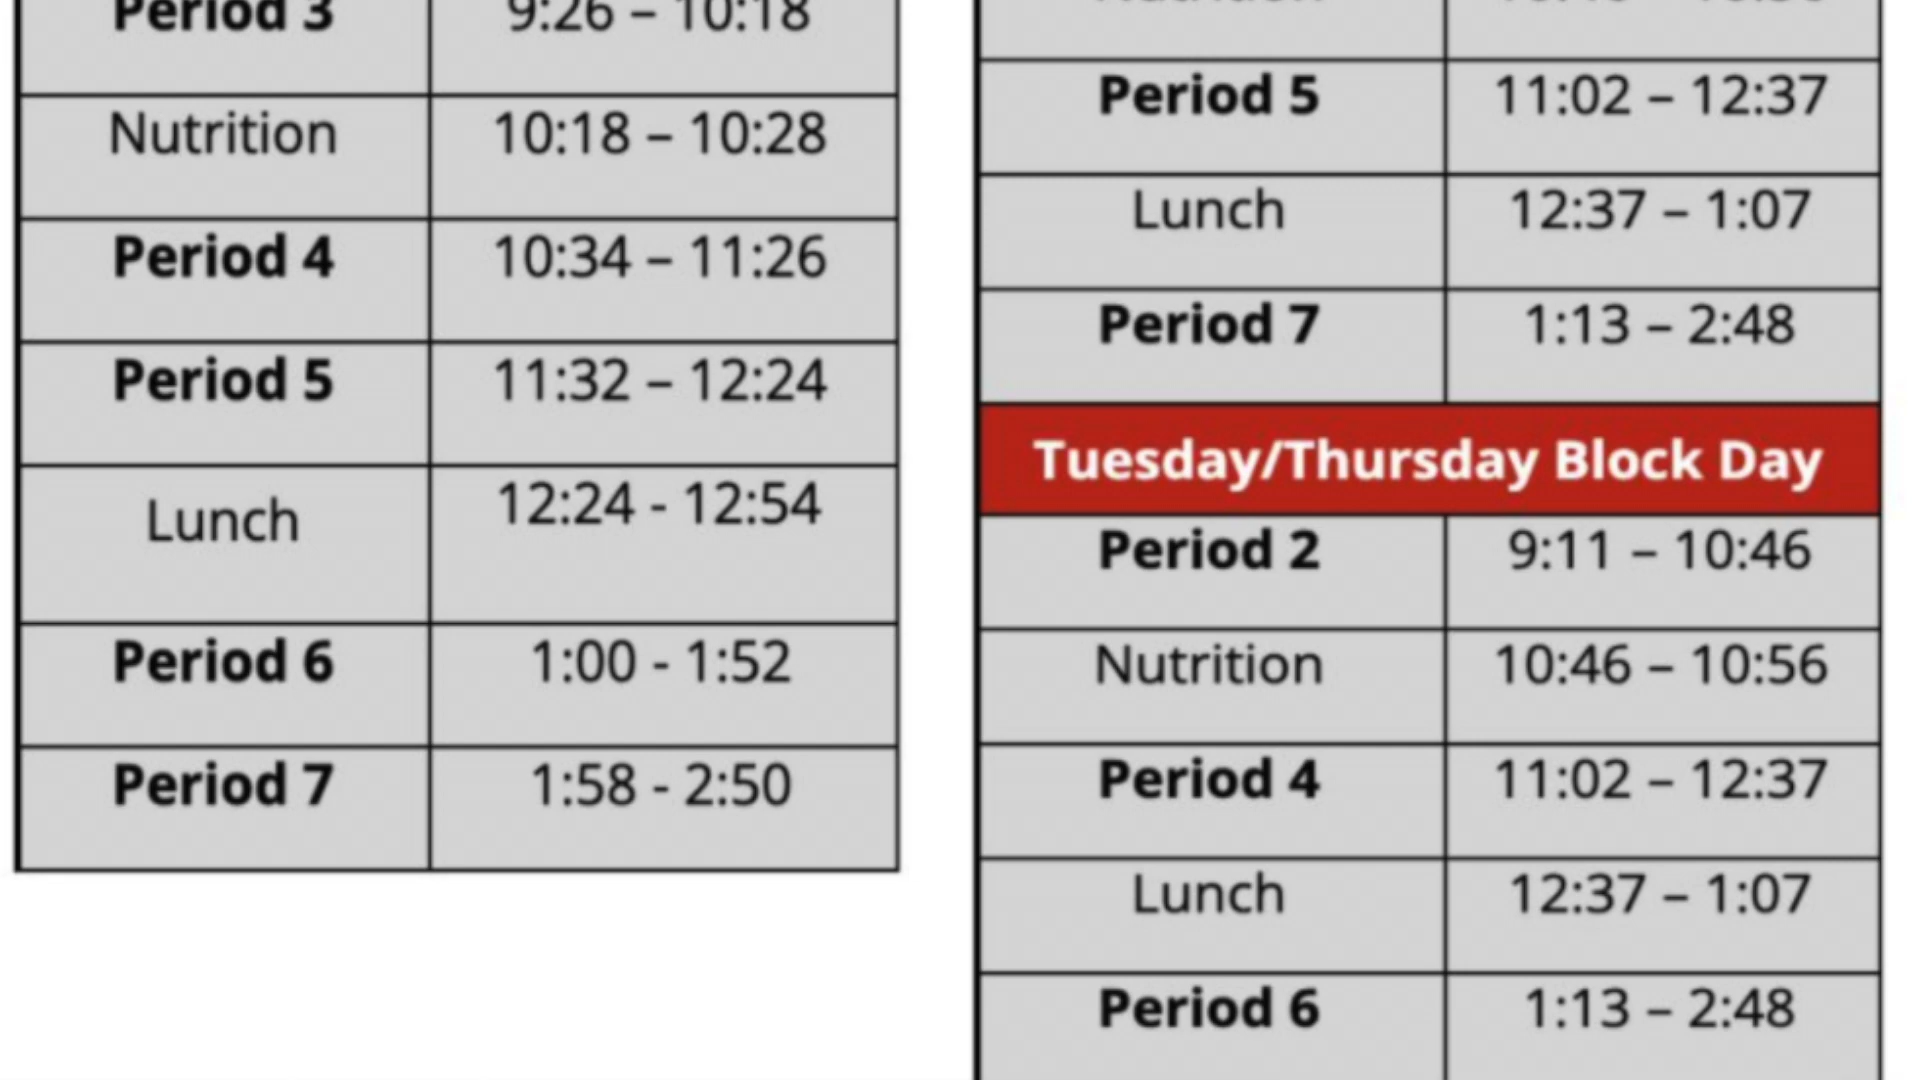 Period 3 9:26 – 10:18
Nutrition 10:18 – 10:28
Period 4 10:34 – 11:26
Period 5 11:32 – 12:24
Lunch 12:24 - 12:54
Period 6 1:00 - 1:52
Period 7 1:58 - 2:50
Period 5 11:02 – 12:37
Lunch 12:37 – 1:07
Period 7 1:13 – 2:48
Tuesday/Thursday Block Day
Period 2 9:11 – 10:46
Nutrition 10:46 – 10:56
Period 4 11:02 – 12:37
Lunch 12:37 – 1:07
Period 6 1:13 – 2:48